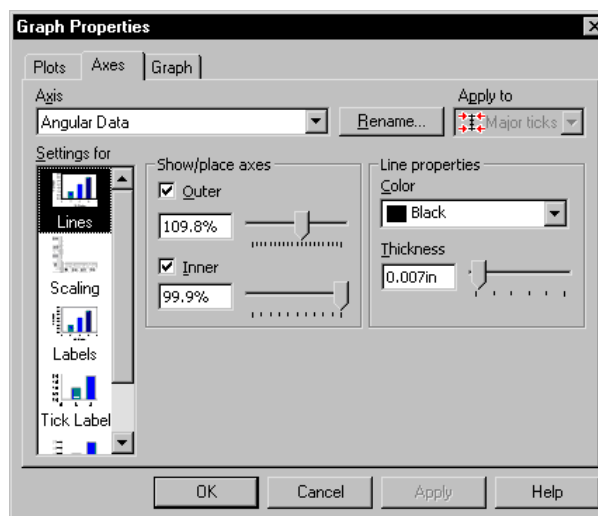 Graph Properties
Plots Axes Graph
Axis
Angular Data
Rename...
Apply to
Major ticks
Settings for
Lines
Scaling
Labels
Tick Label
Show/place axes
Outer
109.8%
Inner
99.9%
Line properties
Color
Black
Thickness
0.007in
OK Cancel Apply Help